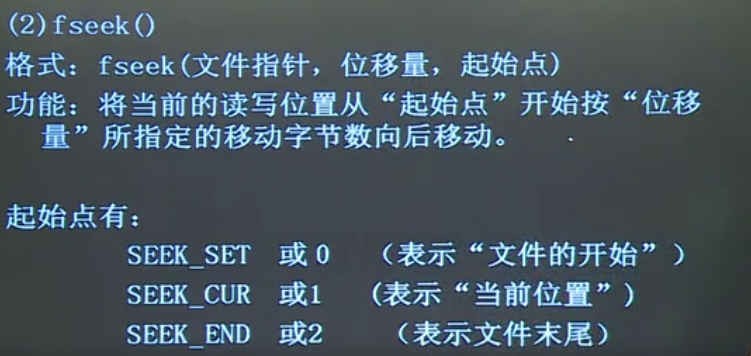 (2)fseek()
格式：fseek(文件指针，位移量，起始点)
功能：将当前的读写位置从“起始点”开始按“位移
量”所指定的移动字节数向后移动。
起始点有：
SEEK_SET 或0 （表示“文件的开始”）
SEEK_CUR 或1 (表示“当前位置”)
SEEK_END 或2 （表示文件末尾）